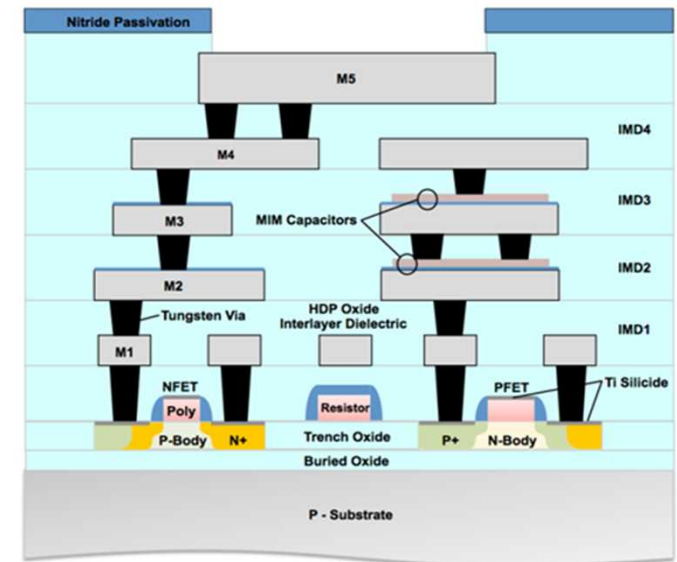 Nitride Passivation
M5
IMD4
M4
IMD3
M3
MIM Capacitors
IMD2
M2
HDP Oxide
Interlayer Dielectric
Tungsten Via
IMD1
M1
NFET
PFET
Ti Silicide
Poly
Resistor
P-Body
N+
Trench Oxide
P+
N-Body
Buried Oxide
P - Substrate